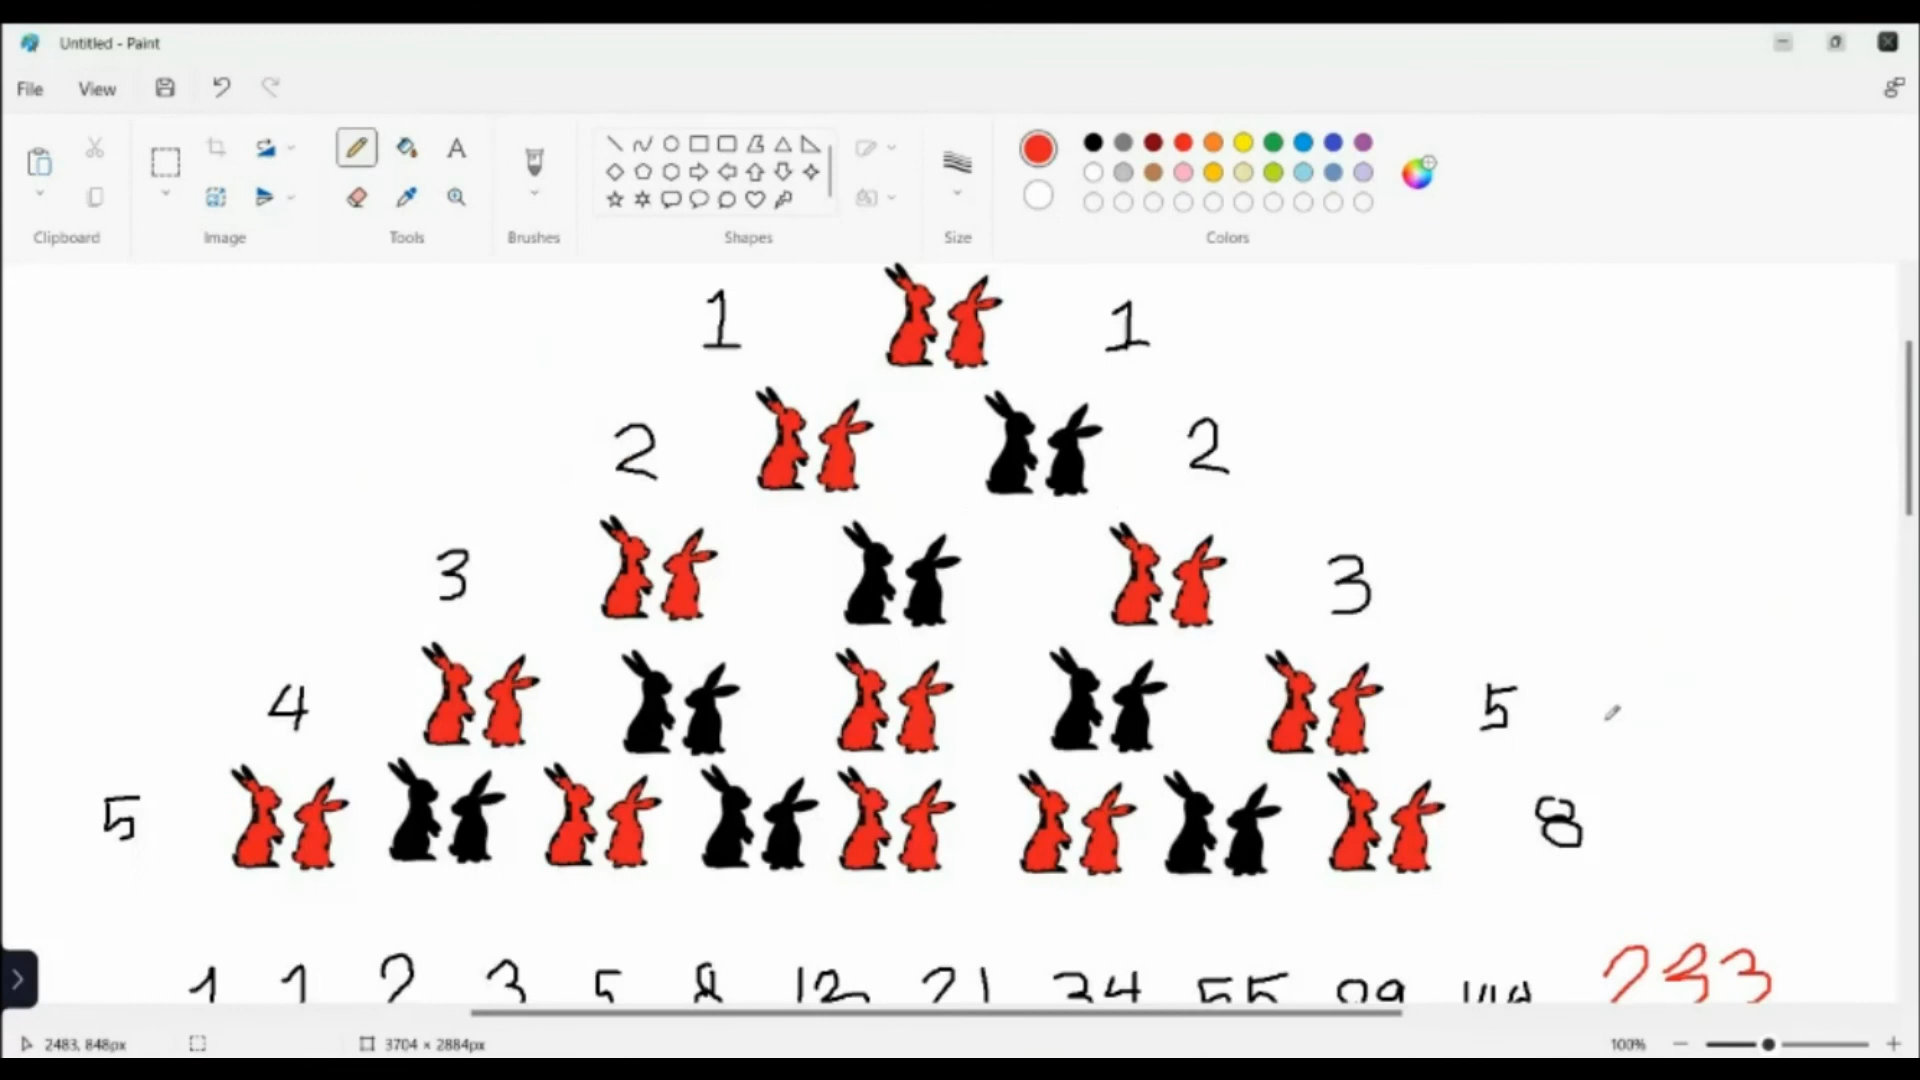 Untitled - Paint
File View
Clipboard Image Tools Brushes Shapes Size Colors
1 1
2 2
3 3
4 5
5 8
1 1 2 3 5 8 13 21 34 55 89 144 233
2483, 848px 3704 × 2884px 100%